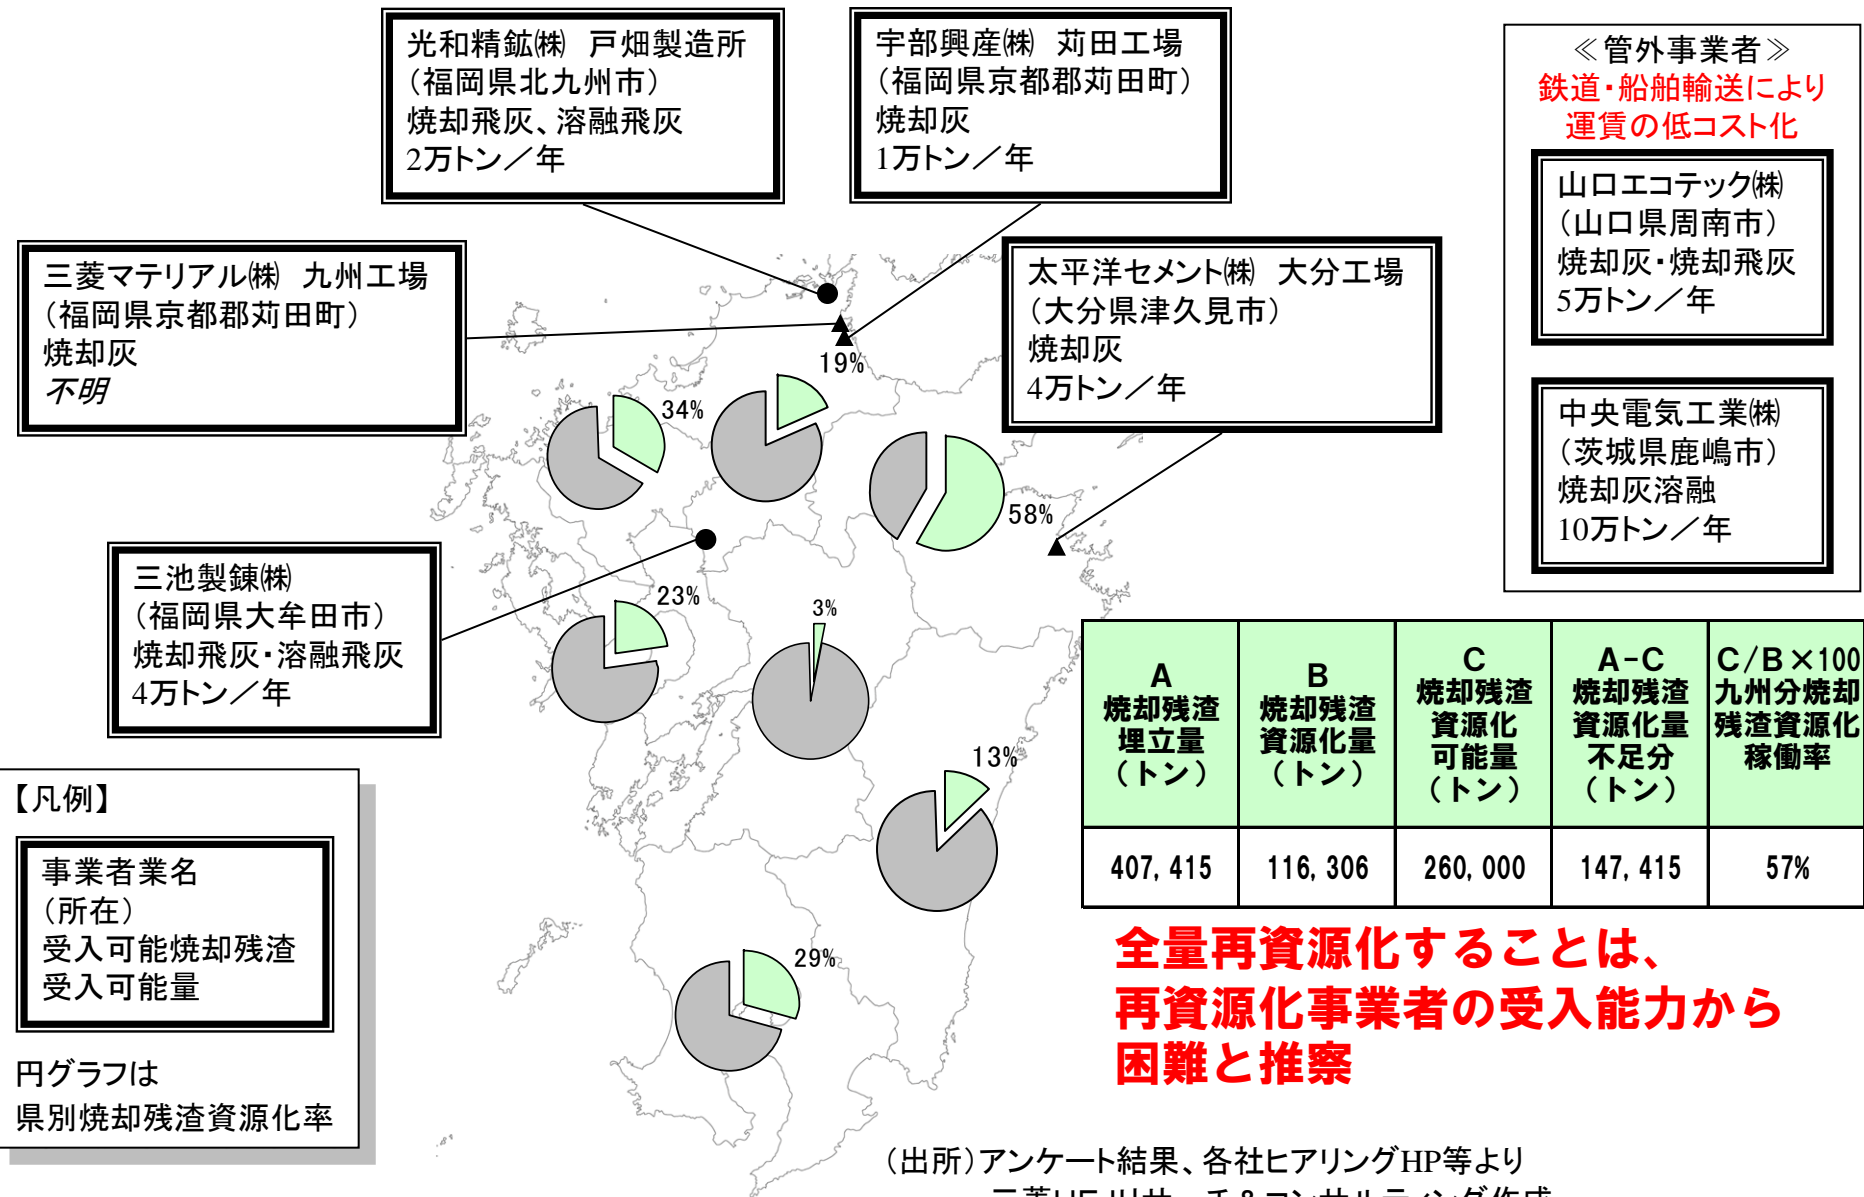 光和精鉱㈱　戸畑製造所
（福岡県北九州市）
焼却飛灰、溶融飛灰
2万トン／年
宇部興産㈱　苅田工場
（福岡県京都郡苅田町）
焼却灰
1万トン／年
≪管外事業者≫
鉄道・船舶輸送により
運賃の低コスト化
山口エコテック㈱
（山口県周南市）
焼却灰・焼却飛灰
5万トン／年
中央電気工業㈱
（茨城県鹿嶋市）
焼却灰溶融
10万トン／年
三菱マテリアル㈱　九州工場
（福岡県京都郡苅田町）
焼却灰
不明
太平洋セメント㈱　大分工場
（大分県津久見市）
焼却灰
4万トン／年
19%
34%
58%
三池製錬㈱
（福岡県大牟田市）
焼却飛灰・溶融飛灰
4万トン／年
23%
3%
13%
29%
A
焼却残渣
埋立量
（トン）
B
焼却残渣
資源化量
（トン）
C
焼却残渣
資源化
可能量
（トン）
A-C
焼却残渣
資源化量
不足分
（トン）
C/B×100
九州分焼却
残渣資源化
稼働率
407,415 116,306 260,000 147,415 57%
全量再資源化することは、
再資源化事業者の受入能力から
困難と推察
【凡例】
事業者業名
（所在）
受入可能焼却残渣
受入可能量
円グラフは
県別焼却残渣資源化率
（出所）アンケート結果、各社ヒアリングHP等より